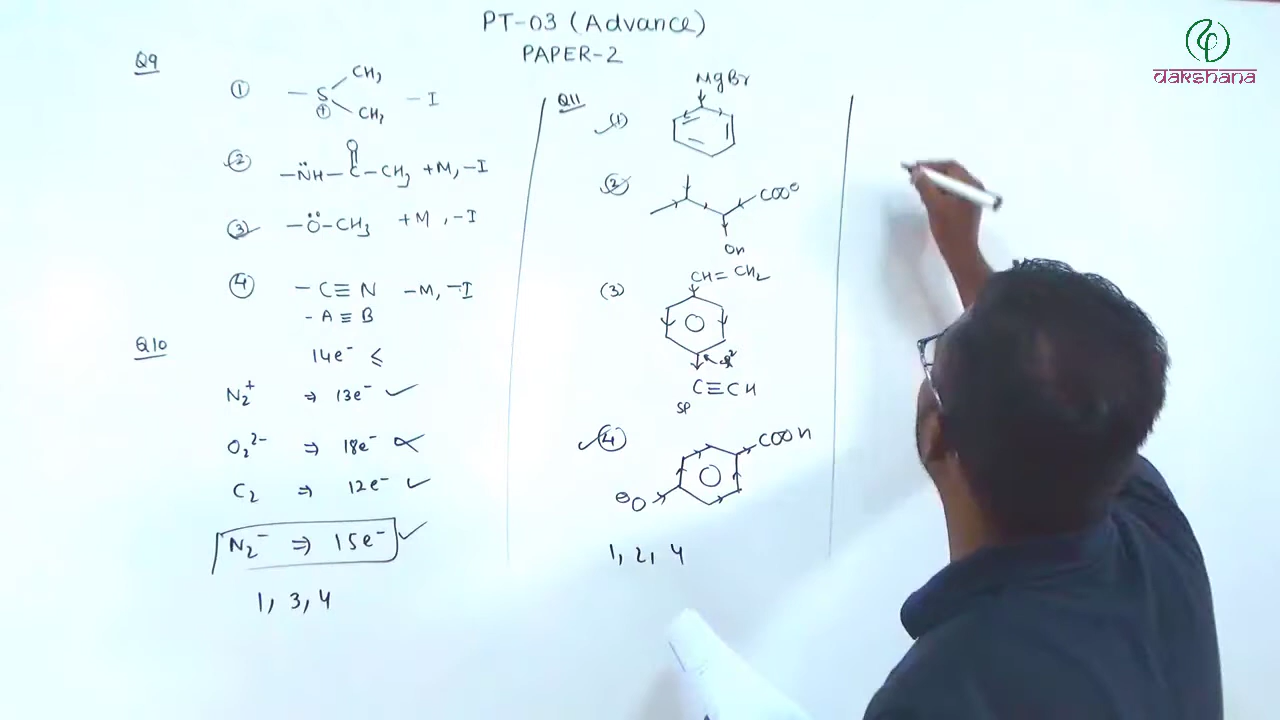 PT-03 (Advance)
PAPER-2
dakshana
Q9
① -S⊕ CH3 CH3 -I
② -N̈H-C-CH3 +M, -I
O
③ -Ö-CH3 +M, -I
④ -C≡N -M, -I
-A≡B
Q10
14e⁻ ≤
N2⁺ ⇒ 13e⁻ ✓
O2²⁻ ⇒ 18e⁻
C2 ⇒ 12e⁻ ✓
N2⁻ ⇒ 15e⁻ ✓
1, 3, 4
Q11
(1) MgBr
② COO⊖
OH
(3) CH=CH2
C≡CH
SP
④ COOH
⊖O
1, 2, 4